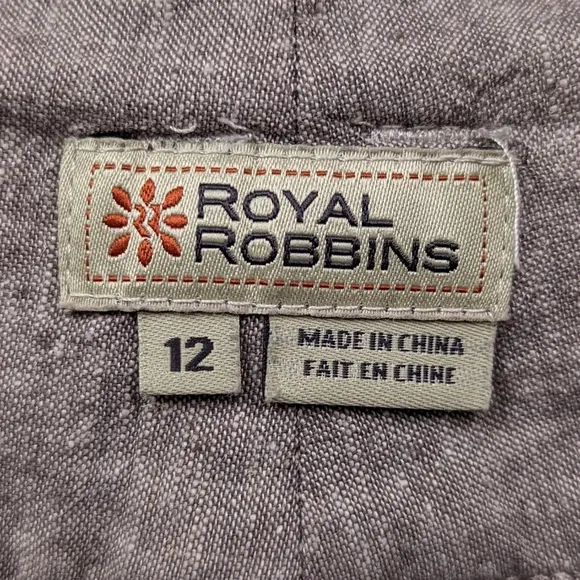 ROYAL
ROBBINS
12
MADE IN CHINA
FAIT EN CHINE